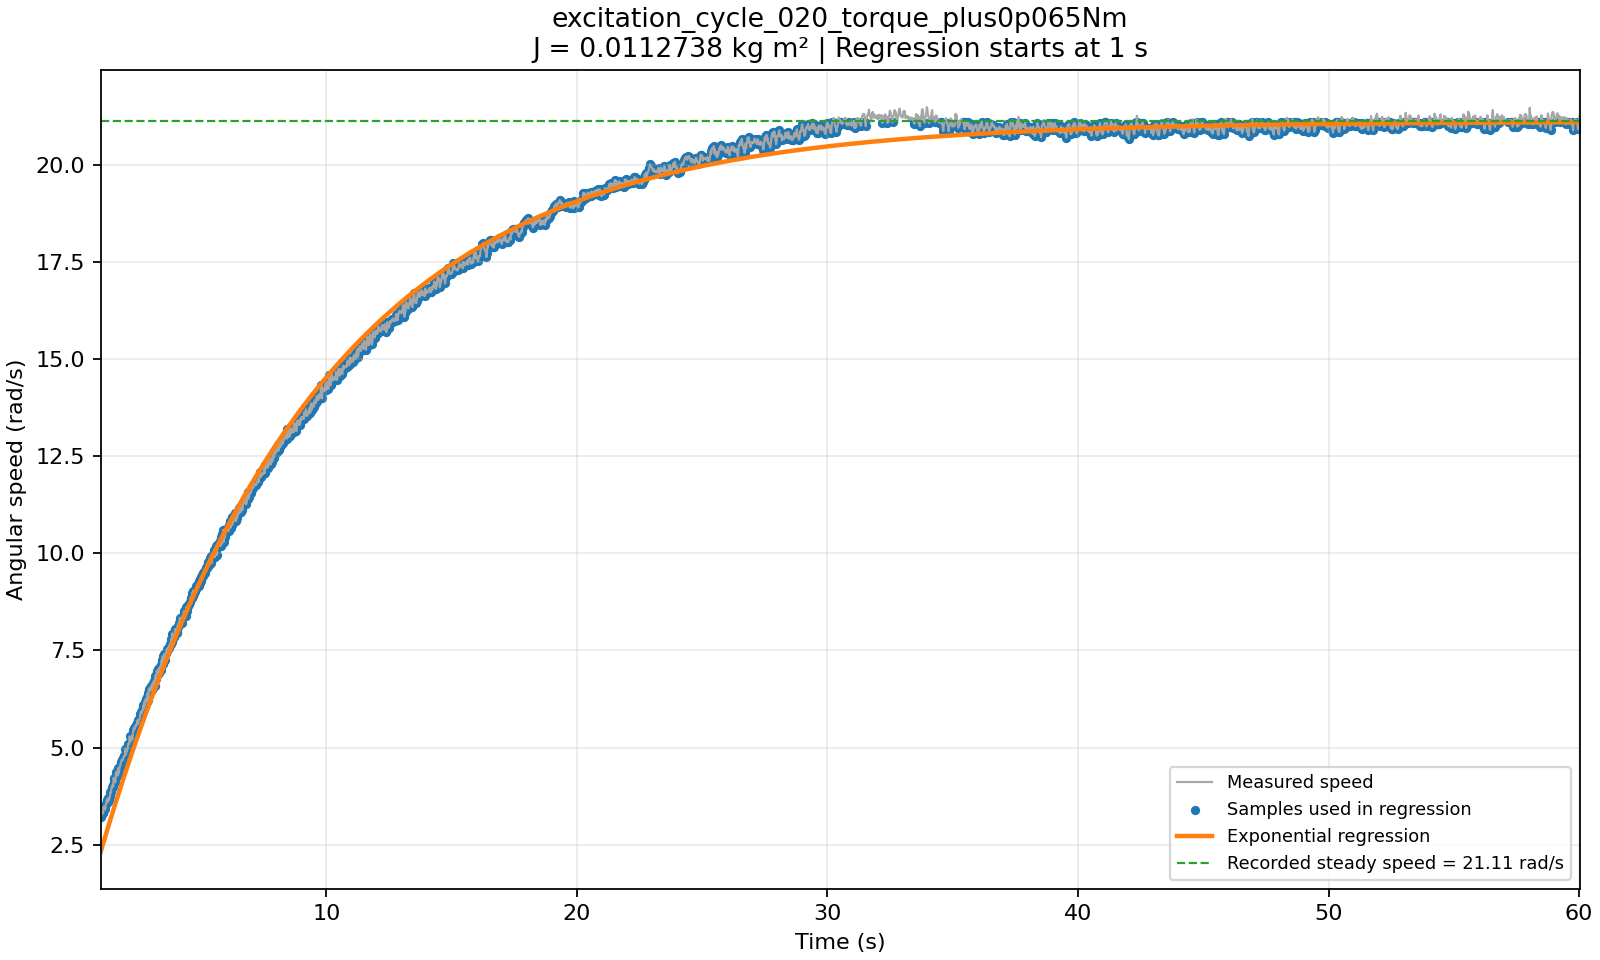 excitation_cycle_020_torque_plus0p065Nm
J = 0.0112738 kg m² | Regression starts at 1 s
Angular speed (rad/s)
20.0
17.5
15.0
12.5
10.0
7.5
5.0
2.5
Measured speed
Samples used in regression
Exponential regression
Recorded steady speed = 21.11 rad/s
10 20 30 40 50 60
Time (s)